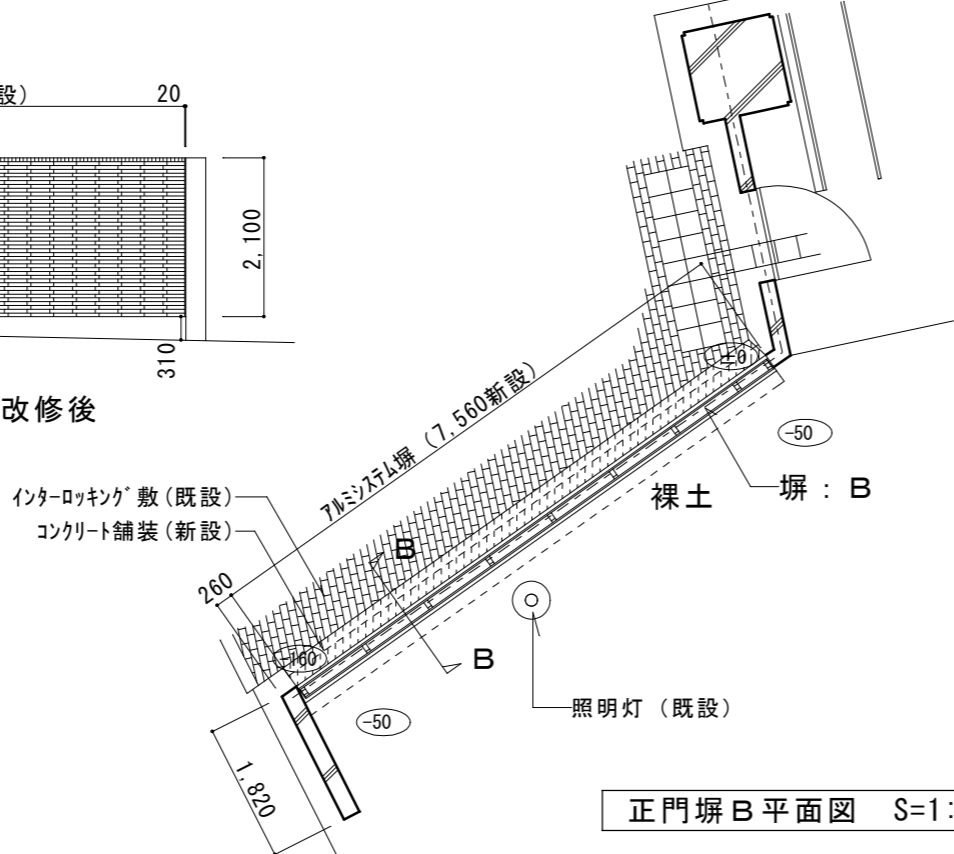 設)
20
2,100
310
改修後
アルミシステム塀 (7,560新設)
±0
-50
塀 : B
裸土
インターロッキング敷(既設)
コンクリート舗装(新設)
B
260
B
-160
照明灯 (既設)
-50
1,820
正門塀B平面図 S=1: